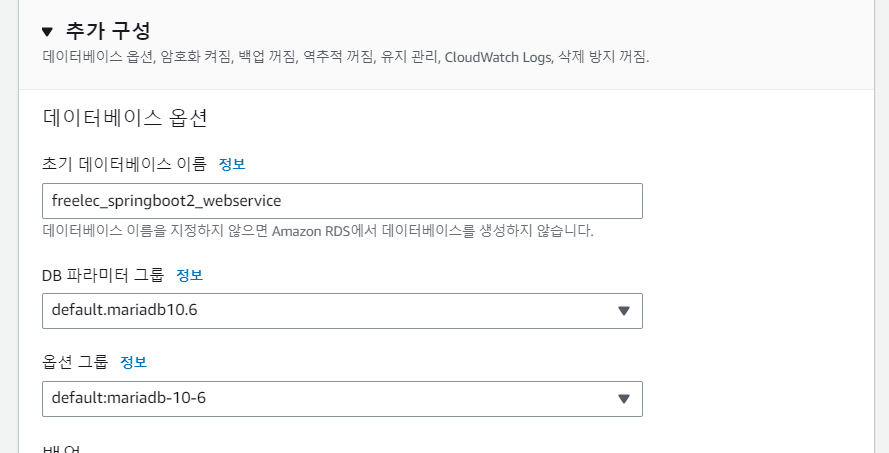 추가 구성
데이터베이스 옵션, 암호화 켜짐, 백업 꺼짐, 역추적 꺼짐, 유지 관리, CloudWatch Logs, 삭제 방지 꺼짐.
데이터베이스 옵션
초기 데이터베이스 이름 정보
freelec_springboot2_webservice
데이터베이스 이름을 지정하지 않으면 Amazon RDS에서 데이터베이스를 생성하지 않습니다.
DB 파라미터 그룹 정보
default.mariadb10.6
옵션 그룹 정보
default:mariadb-10-6